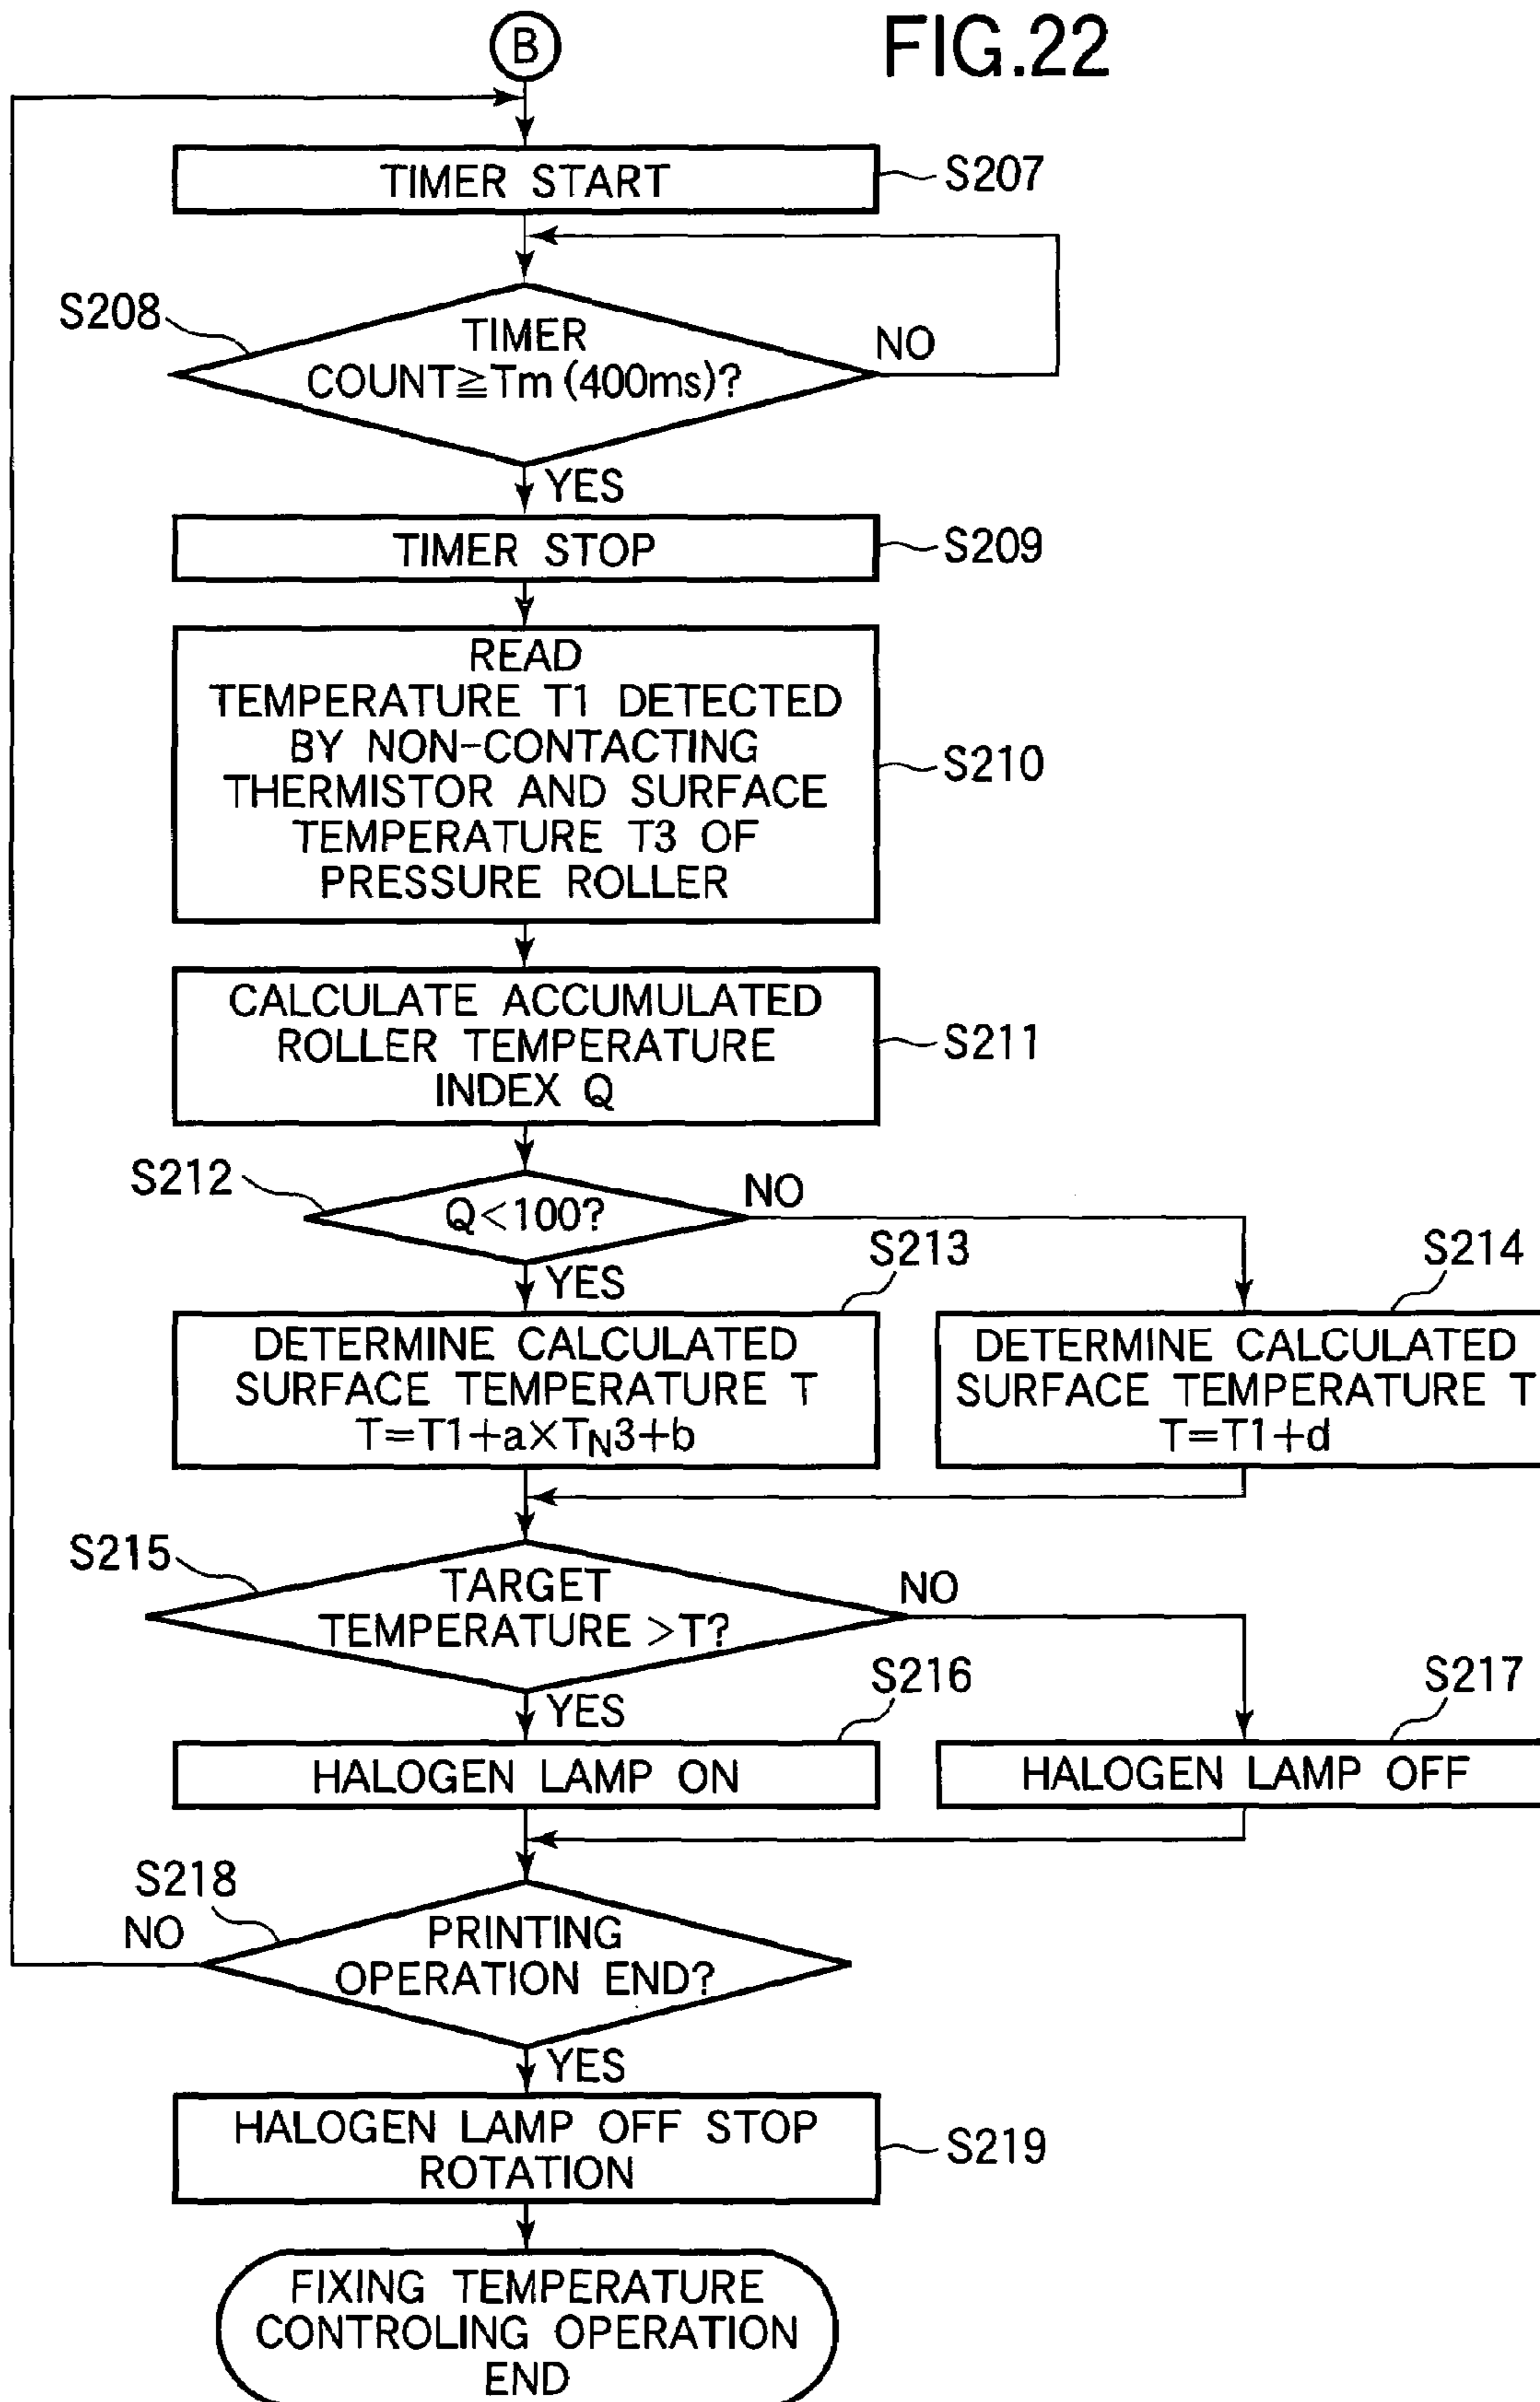 FIG.22
B
TIMER START
S207
S208
TIMER
COUNT≧Tm (400ms)?
NO
YES
TIMER STOP
S209
READ
TEMPERATURE T1 DETECTED
BY NON-CONTACTING
THERMISTOR AND SURFACE
TEMPERATURE T3 OF
PRESSURE ROLLER
S210
CALCULATE ACCUMULATED
ROLLER TEMPERATURE
INDEX Q
S211
S212
Q<100?
NO
YES
S213
DETERMINE CALCULATED
SURFACE TEMPERATURE T
T=T1+a×TN3+b
S214
DETERMINE CALCULATED
SURFACE TEMPERATURE T
T=T1+d
S215
TARGET
TEMPERATURE >T?
NO
YES
S216
HALOGEN LAMP ON
S217
HALOGEN LAMP OFF
S218
NO
PRINTING
OPERATION END?
YES
HALOGEN LAMP OFF STOP
ROTATION
S219
FIXING TEMPERATURE
CONTROLING OPERATION
END